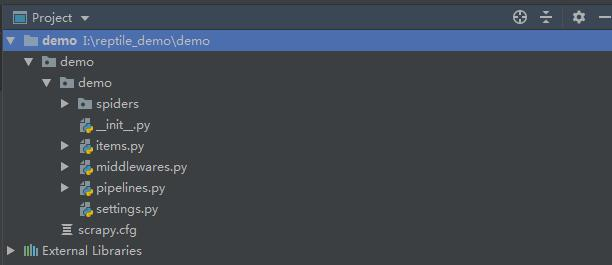 Project
demo I:\reptile_demo\demo
demo
demo
spiders
__init__.py
items.py
middlewares.py
pipelines.py
settings.py
scrapy.cfg
External Libraries